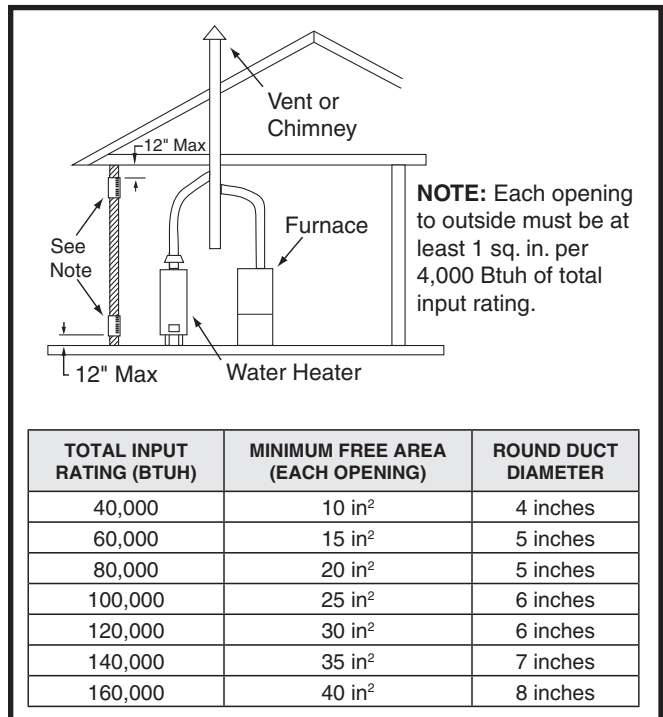 Vent or
Chimney
12" Max
NOTE: Each opening
to outside must be at
least 1 sq. in. per
4,000 Btuh of total
input rating.
Furnace
See
Note
12" Max
Water Heater
TOTAL INPUT RATING (BTUH) MINIMUM FREE AREA (EACH OPENING) ROUND DUCT DIAMETER
40,000 10 in² 4 inches
60,000 15 in² 5 inches
80,000 20 in² 5 inches
100,000 25 in² 6 inches
120,000 30 in² 6 inches
140,000 35 in² 7 inches
160,000 40 in² 8 inches